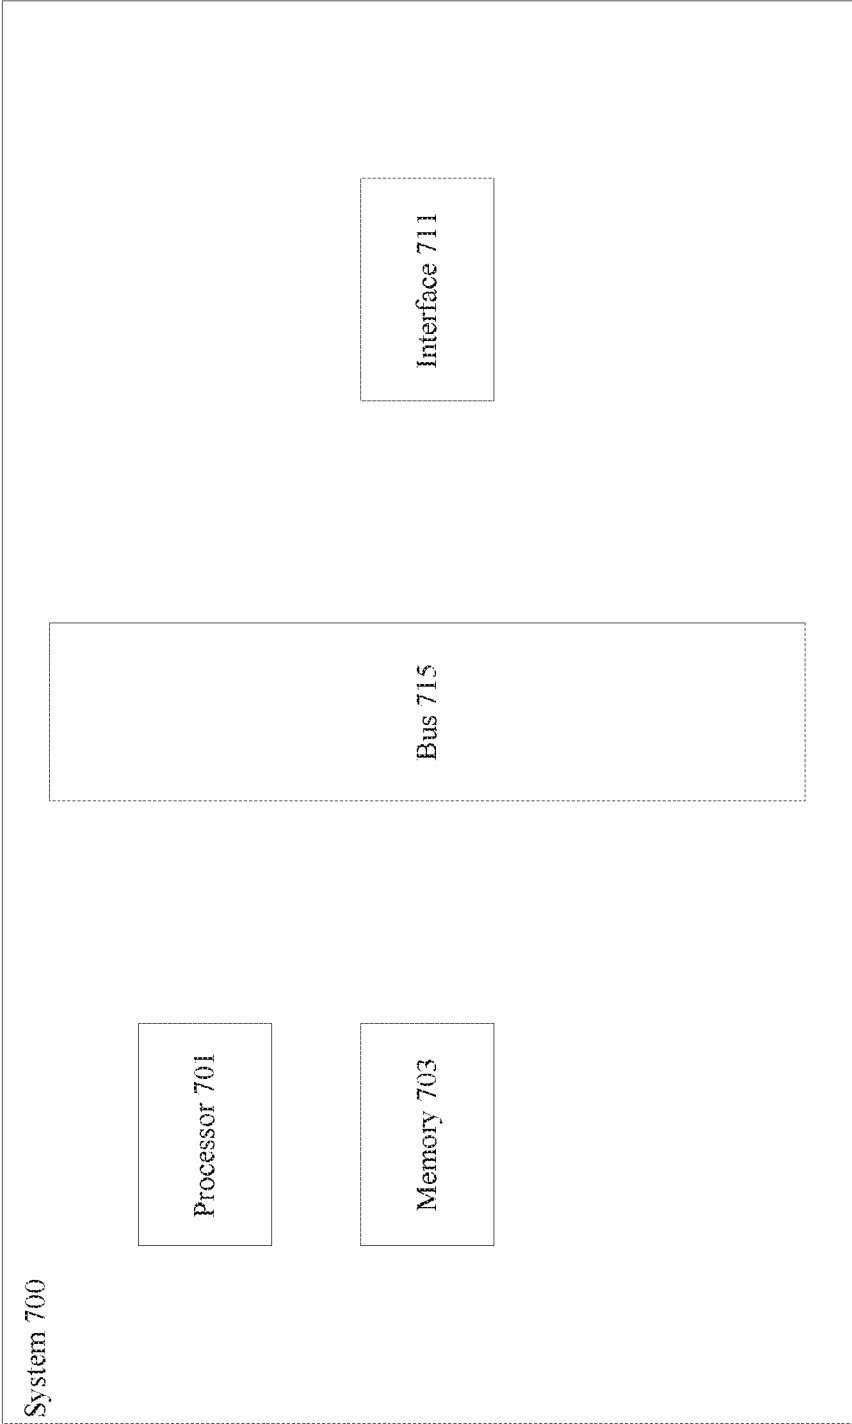 System 700
Processor 701
Memory 703
Bus 715
Interface 711